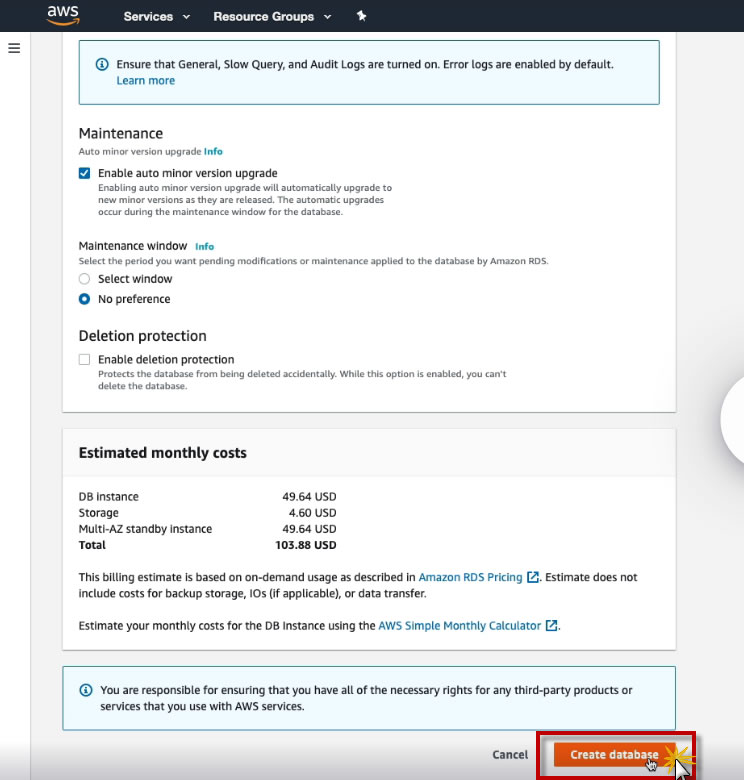 aws
Services
Resource Groups
Ensure that General, Slow Query, and Audit Logs are turned on. Error logs are enabled by default.
Learn more
Maintenance
Auto minor version upgrade Info
Enable auto minor version upgrade
Enabling auto minor version upgrade will automatically upgrade to
new minor versions as they are released. The automatic upgrades
occur during the maintenance window for the database.
Maintenance window Info
Select the period you want pending modifications or maintenance applied to the database by Amazon RDS.
Select window
No preference
Deletion protection
Enable deletion protection
Protects the database from being deleted accidentally. While this option is enabled, you can't
delete the database.
Estimated monthly costs
DB instance 49.64 USD
Storage 4.60 USD
Multi-AZ standby instance 49.64 USD
Total 103.88 USD
This billing estimate is based on on-demand usage as described in Amazon RDS Pricing. Estimate does not
include costs for backup storage, IOs (if applicable), or data transfer.
Estimate your monthly costs for the DB Instance using the AWS Simple Monthly Calculator.
You are responsible for ensuring that you have all of the necessary rights for any third-party products or
services that you use with AWS services.
Cancel
Create database